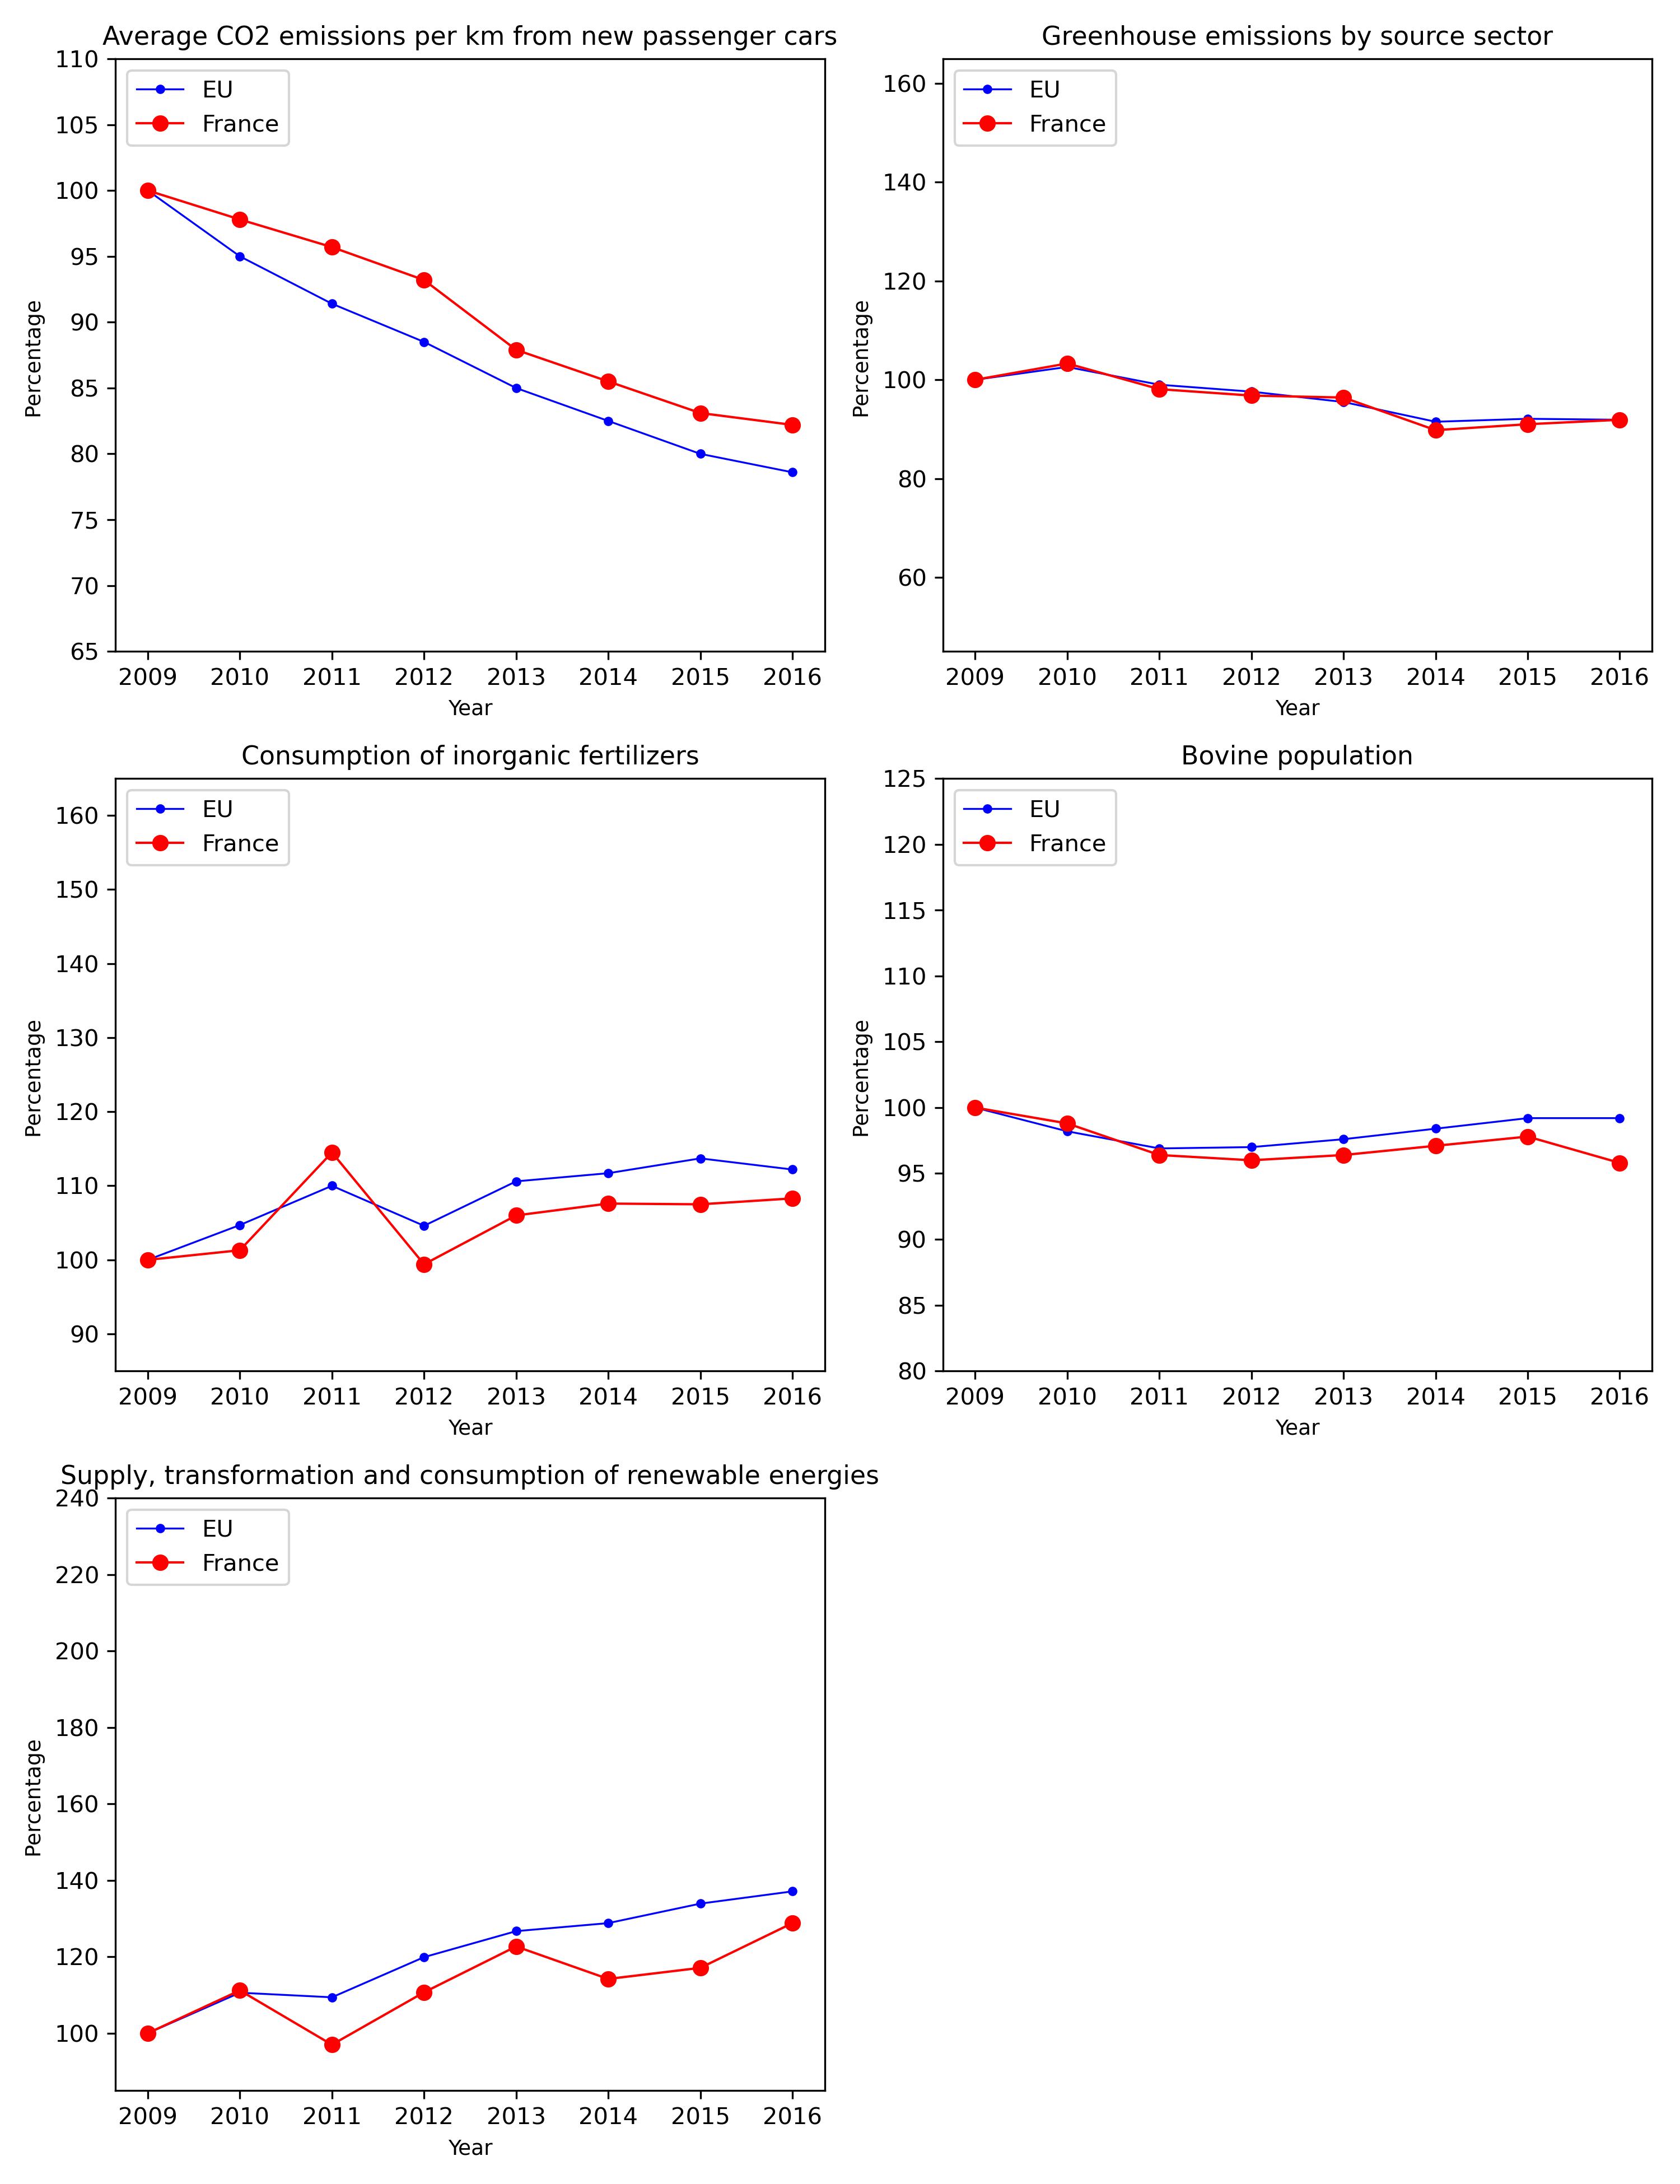 Average CO2 emissions per km from new passenger cars
110
105
100
95
90
85
80
75
70
65
Percentage
EU
France
2009 2010 2011 2012 2013 2014 2015 2016
Year
Greenhouse emissions by source sector
160
140
120
100
80
60
Percentage
EU
France
2009 2010 2011 2012 2013 2014 2015 2016
Year
Consumption of inorganic fertilizers
160
150
140
130
120
110
100
90
Percentage
EU
France
2009 2010 2011 2012 2013 2014 2015 2016
Year
Bovine population
125
120
115
110
105
100
95
90
85
80
Percentage
EU
France
2009 2010 2011 2012 2013 2014 2015 2016
Year
Supply, transformation and consumption of renewable energies
240
220
200
180
160
140
120
100
Percentage
EU
France
2009 2010 2011 2012 2013 2014 2015 2016
Year